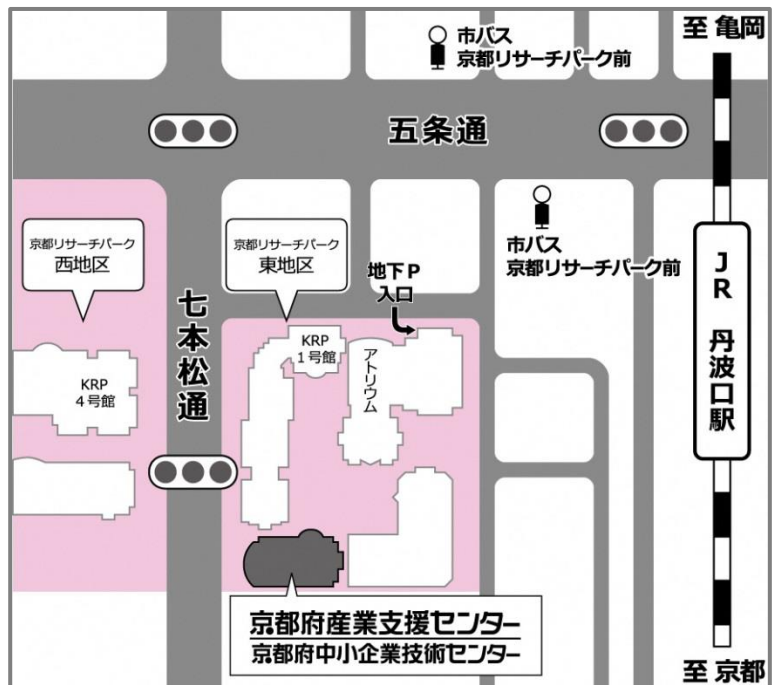 至 亀岡
市バス
京都リサーチパーク前
五条通
市バス
京都リサーチパーク前
京都リサーチパーク
西地区
京都リサーチパーク
東地区
地下P
入口
JR 丹波口駅
七本松通
KRP
1号館
アトリウム
KRP
4号館
京都府産業支援センター
京都府中小企業技術センター
至 京都